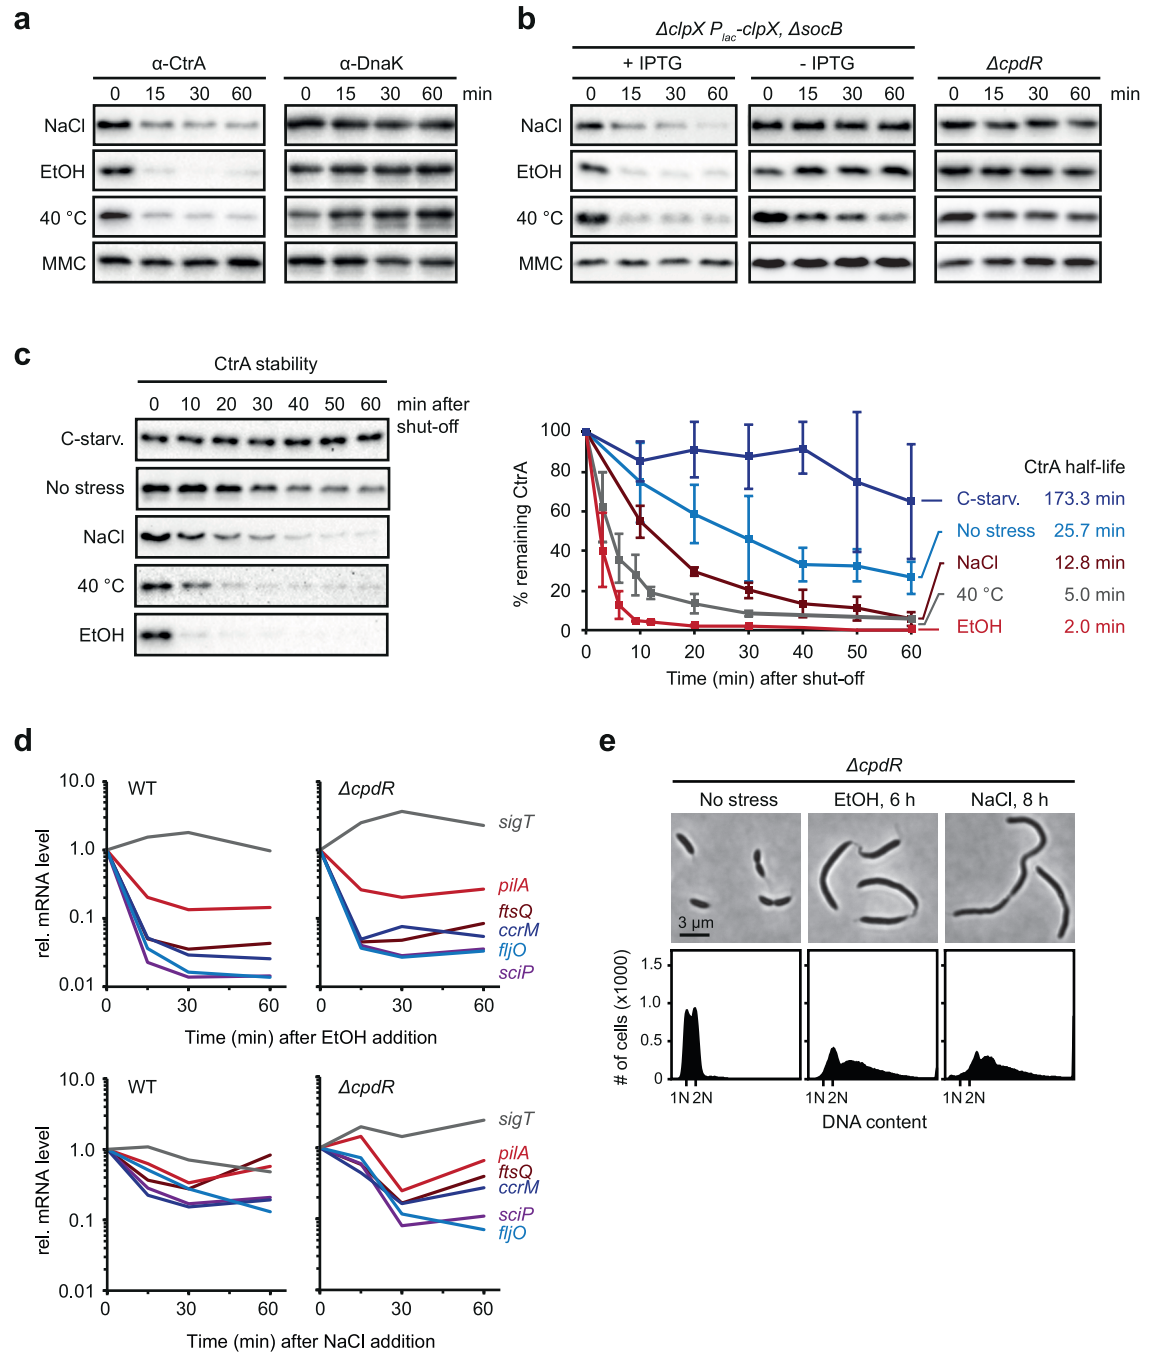 a
α-CtrA
α-DnaK
0 15 30 60 0 15 30 60 min
NaCl
EtOH
40 °C
MMC
b
ΔclpX Plac-clpX, ΔsocB
+ IPTG - IPTG ΔcpdR
0 15 30 60 0 15 30 60 0 15 30 60 min
NaCl
EtOH
40 °C
MMC
c
CtrA stability
0 10 20 30 40 50 60 min after
shut-off
C-starv.
No stress
NaCl
40 °C
EtOH
% remaining CtrA
100
80
60
40
20
0
0 10 20 30 40 50 60
Time (min) after shut-off
CtrA half-life
C-starv. 173.3 min
No stress 25.7 min
NaCl 12.8 min
40 °C 5.0 min
EtOH 2.0 min
d
rel. mRNA level
10.0
1.0
0.1
0.01
WT
ΔcpdR
sigT
pilA
ftsQ
ccrM
fljO
sciP
0 30 60 0 30 60
Time (min) after EtOH addition
rel. mRNA level
10.0
1.0
0.1
0.01
WT
ΔcpdR
sigT
pilA
ftsQ
ccrM
sciP
fljO
0 30 60 0 30 60
Time (min) after NaCl addition
e
ΔcpdR
No stress EtOH, 6 h NaCl, 8 h
3 µm
# of cells (x1000)
1.5
1.0
0.5
0
1N 2N 1N 2N 1N 2N
DNA content